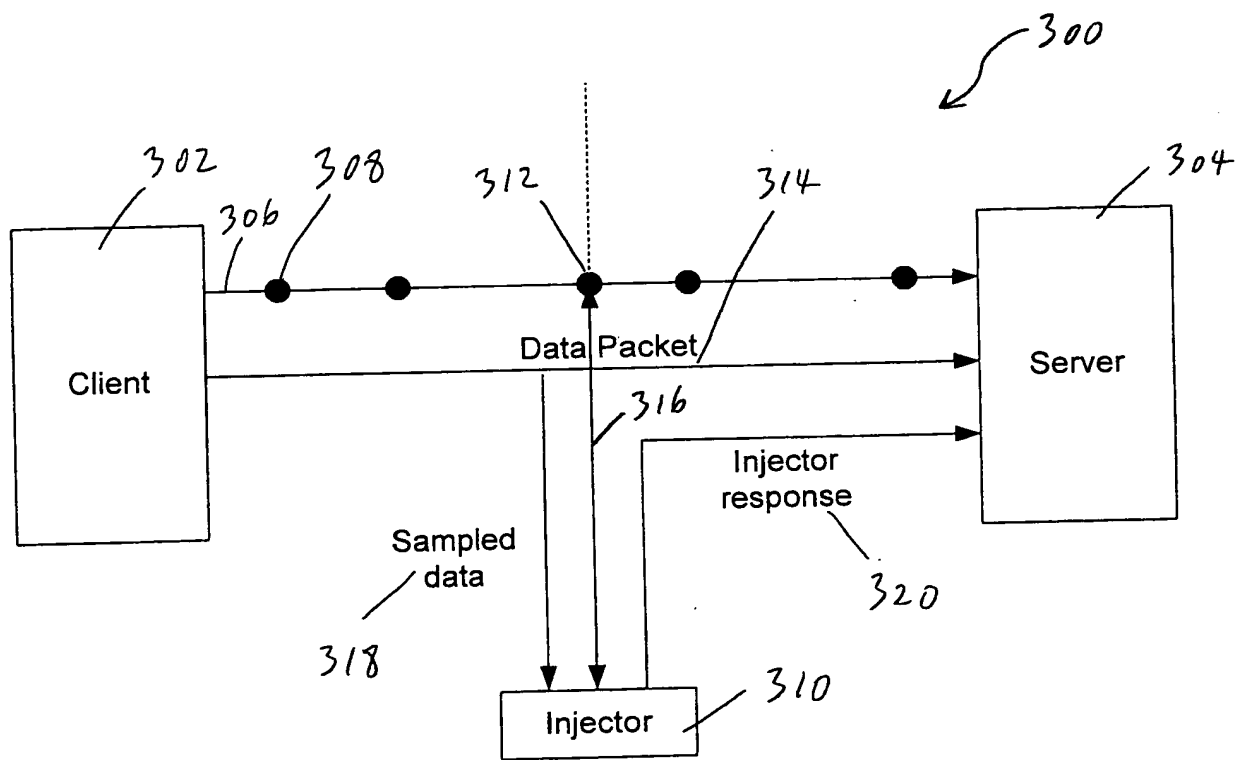 300
302
308
312
314
304
306
Data Packet
Client
Server
316
Injector
response
Sampled
data
320
318
310
Injector